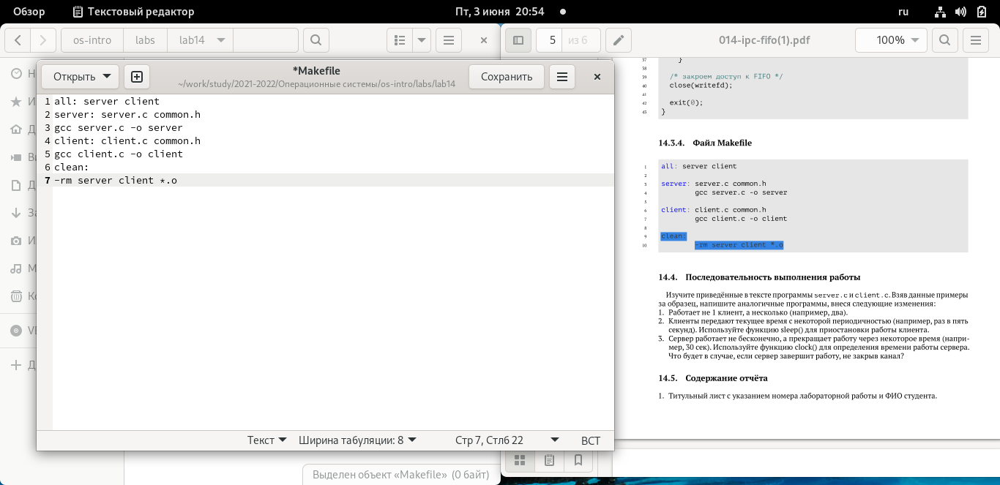 Обзор
Текстовый редактор
Пт, 3 июня 20:54
ru
os-intro
labs
lab14
5
из 6
014-ipc-fifo(1).pdf
100%
Открыть
*Makefile
~/work/study/2021-2022/Операционные системы/os-intro/labs/lab14
Сохранить
1 all: server client
2 server: server.c common.h
3 gcc server.c -o server
4 client: client.c common.h
5 gcc client.c -o client
6 clean:
7 -rm server client *.o
Текст
Ширина табуляции: 8
Стр 7, Стлб 22
ВСТ
Выделен объект «Makefile» (0 байт)
37 }
38
39 /* закроем доступ к FIFO */
40 close(writefd);
41
42 exit(0);
43 }
14.3.4. Файл Makefile
1 all: server client
2
3 server: server.c common.h
4 gcc server.c -o server
5
6 client: client.c common.h
7 gcc client.c -o client
8
9 clean:
10 -rm server client *.o
14.4. Последовательность выполнения работы
Изучите приведённые в тексте программы server.c и client.c. Взяв данные примеры
за образец, напишите аналогичные программы, внеся следующие изменения:
1. Работает не 1 клиент, а несколько (например, два).
2. Клиенты передают текущее время с некоторой периодичностью (например, раз в пять
секунд). Используйте функцию sleep() для приостановки работы клиента.
3. Сервер работает не бесконечно, а прекращает работу через некоторое время (напри-
мер, 30 сек). Используйте функцию clock() для определения времени работы сервера.
Что будет в случае, если сервер завершит работу, не закрыв канал?
14.5. Содержание отчёта
1. Титульный лист с указанием номера лабораторной работы и ФИО студента.